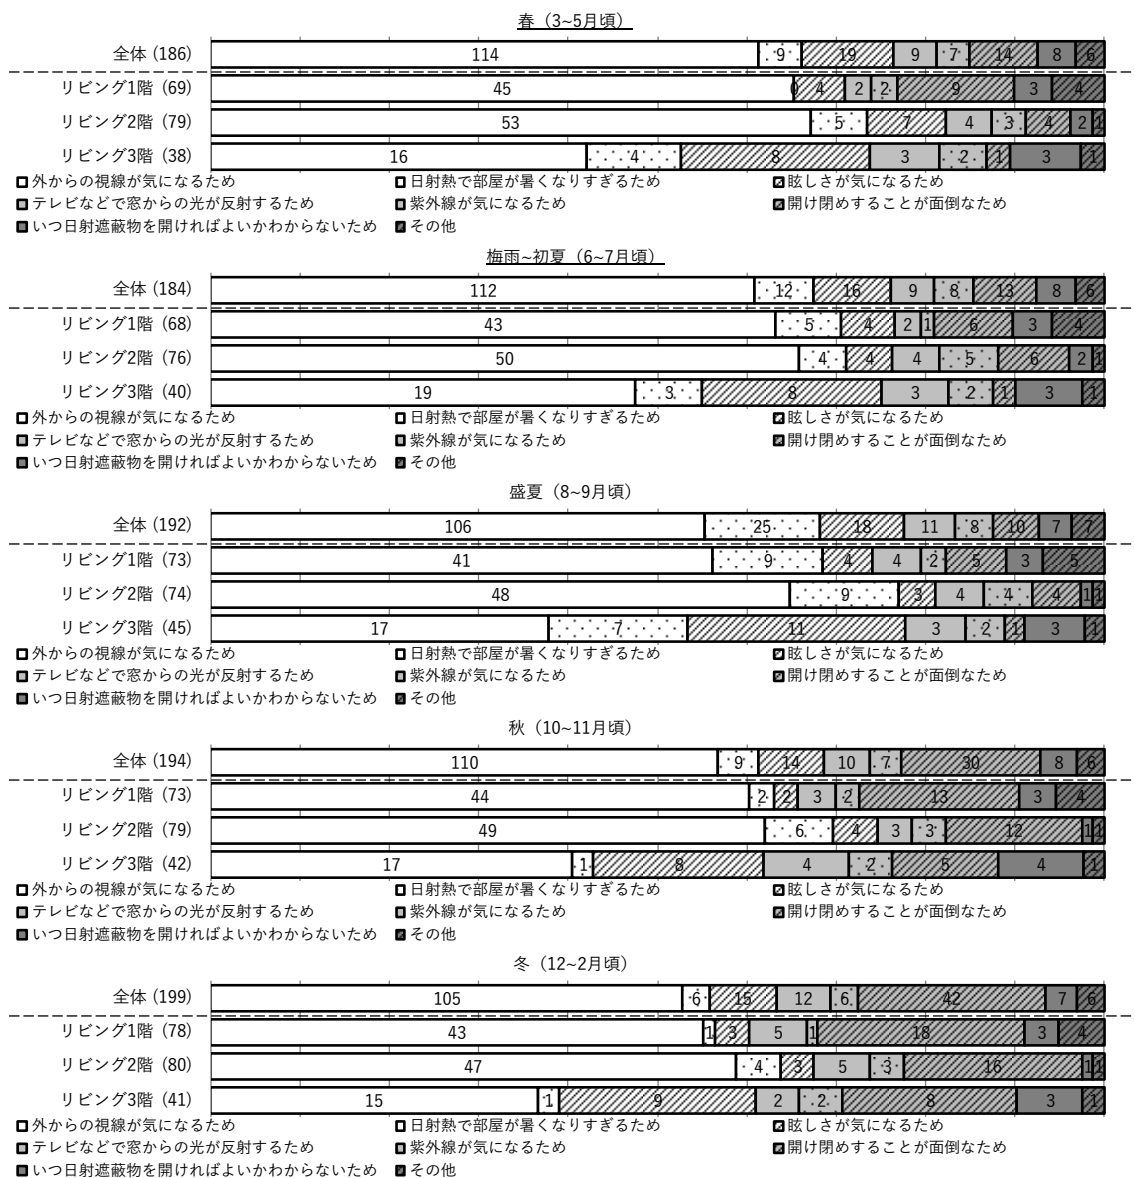 春（3~5月頃）
全体 (186) 114 9 19 9 7 14 8 6
リビング1階 (69) 45 0 4 2 2 9 3 4
リビング2階 (79) 53 5 7 4 3 4 2 1
リビング3階 (38) 16 4 8 3 2 1 3 1
外からの視線が気になるため 日射熱で部屋が暑くなりすぎるため 眩しさが気になるため
テレビなどで窓からの光が反射するため 紫外線が気になるため 開け閉めすることが面倒なため
いつ日射遮蔽物を開ければよいかわからないため その他
梅雨~初夏（6~7月頃）
全体 (184) 112 12 16 9 8 13 8 6
リビング1階 (68) 43 5 4 2 1 6 3 4
リビング2階 (76) 50 4 4 4 5 6 2 1
リビング3階 (40) 19 3 8 3 2 1 3 1
外からの視線が気になるため 日射熱で部屋が暑くなりすぎるため 眩しさが気になるため
テレビなどで窓からの光が反射するため 紫外線が気になるため 開け閉めすることが面倒なため
いつ日射遮蔽物を開ければよいかわからないため その他
盛夏（8~9月頃）
全体 (192) 106 25 18 11 8 10 7 7
リビング1階 (73) 41 9 4 4 2 5 3 5
リビング2階 (74) 48 9 3 4 4 4 1 1
リビング3階 (45) 17 7 11 3 2 1 3 1
外からの視線が気になるため 日射熱で部屋が暑くなりすぎるため 眩しさが気になるため
テレビなどで窓からの光が反射するため 紫外線が気になるため 開け閉めすることが面倒なため
いつ日射遮蔽物を開ければよいかわからないため その他
秋（10~11月頃）
全体 (194) 110 9 14 10 7 30 8 6
リビング1階 (73) 44 2 2 3 2 13 3 4
リビング2階 (79) 49 6 4 3 3 12 1 1
リビング3階 (42) 17 1 8 4 2 5 4 1
外からの視線が気になるため 日射熱で部屋が暑くなりすぎるため 眩しさが気になるため
テレビなどで窓からの光が反射するため 紫外線が気になるため 開け閉めすることが面倒なため
いつ日射遮蔽物を開ければよいかわからないため その他
冬（12~2月頃）
全体 (199) 105 6 15 12 6 42 7 6
リビング1階 (78) 43 1 3 5 1 18 3 4
リビング2階 (80) 47 4 3 5 3 16 1 1
リビング3階 (41) 15 1 9 2 2 8 3 1
外からの視線が気になるため 日射熱で部屋が暑くなりすぎるため 眩しさが気になるため
テレビなどで窓からの光が反射するため 紫外線が気になるため 開け閉めすることが面倒なため
いつ日射遮蔽物を開ければよいかわからないため その他